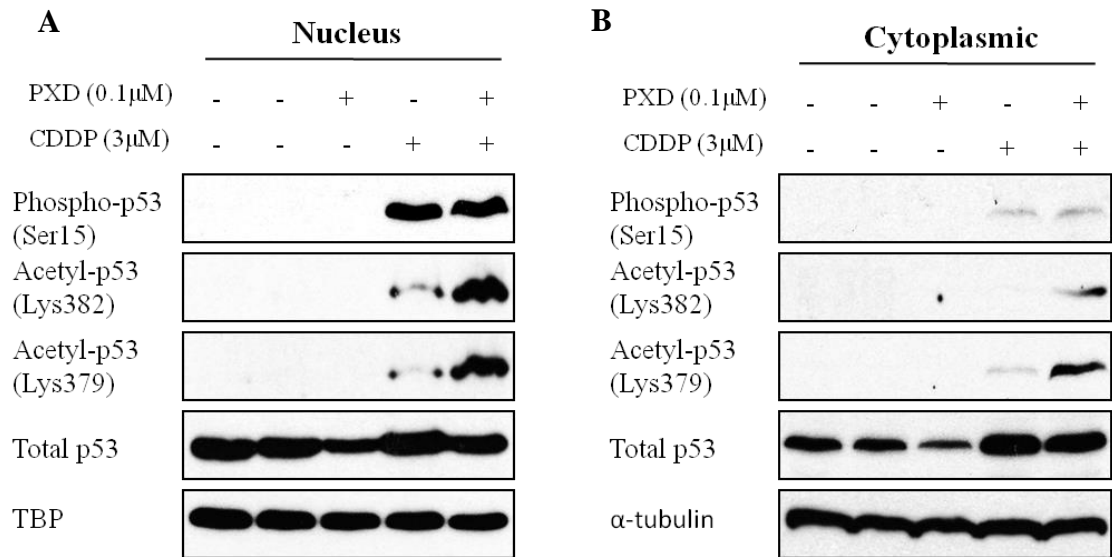 A
Nucleus
PXD (0.1μM) - - + - +
CDDP (3μM) - - - + +
Phospho-p53
(Ser15)
Acetyl-p53
(Lys382)
Acetyl-p53
(Lys379)
Total p53
TBP
B
Cytoplasmic
PXD (0.1μM) - - + - +
CDDP (3μM) - - - + +
Phospho-p53
(Ser15)
Acetyl-p53
(Lys382)
Acetyl-p53
(Lys379)
Total p53
α-tubulin